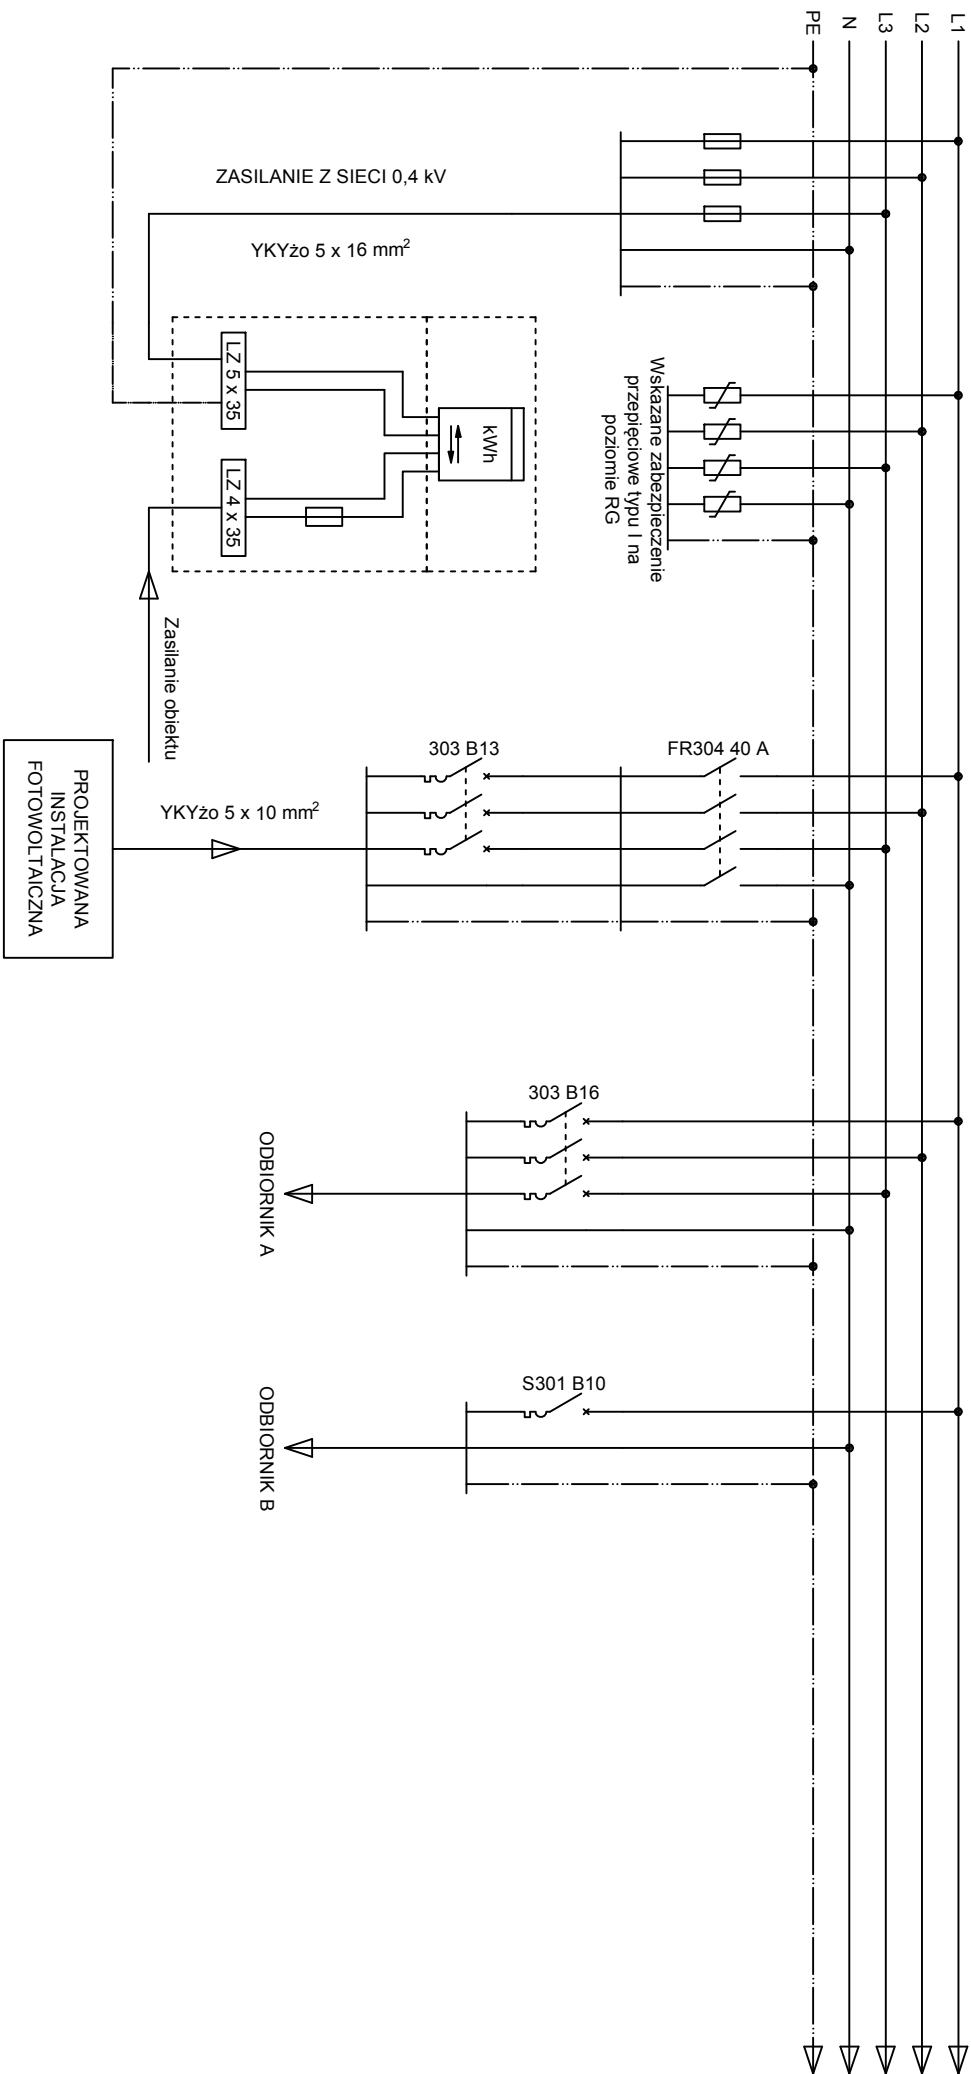 L1
L2
L3
N
PE
ZASILANIE Z SIECI 0,4 kV
YKYżo 5 x 16 mm²
LZ 5 x 35
LZ 4 x 35
kWh
Wskazane zabezpieczenie
przepięciowe typu I na
poziomie RG
Zasilanie obiektu
303 B13
FR304 40 A
YKYżo 5 x 10 mm²
PROJEKTOWANA
INSTALACJA
FOTOWOLTAICZNA
303 B16
ODBIORNIK A
S301 B10
ODBIORNIK B